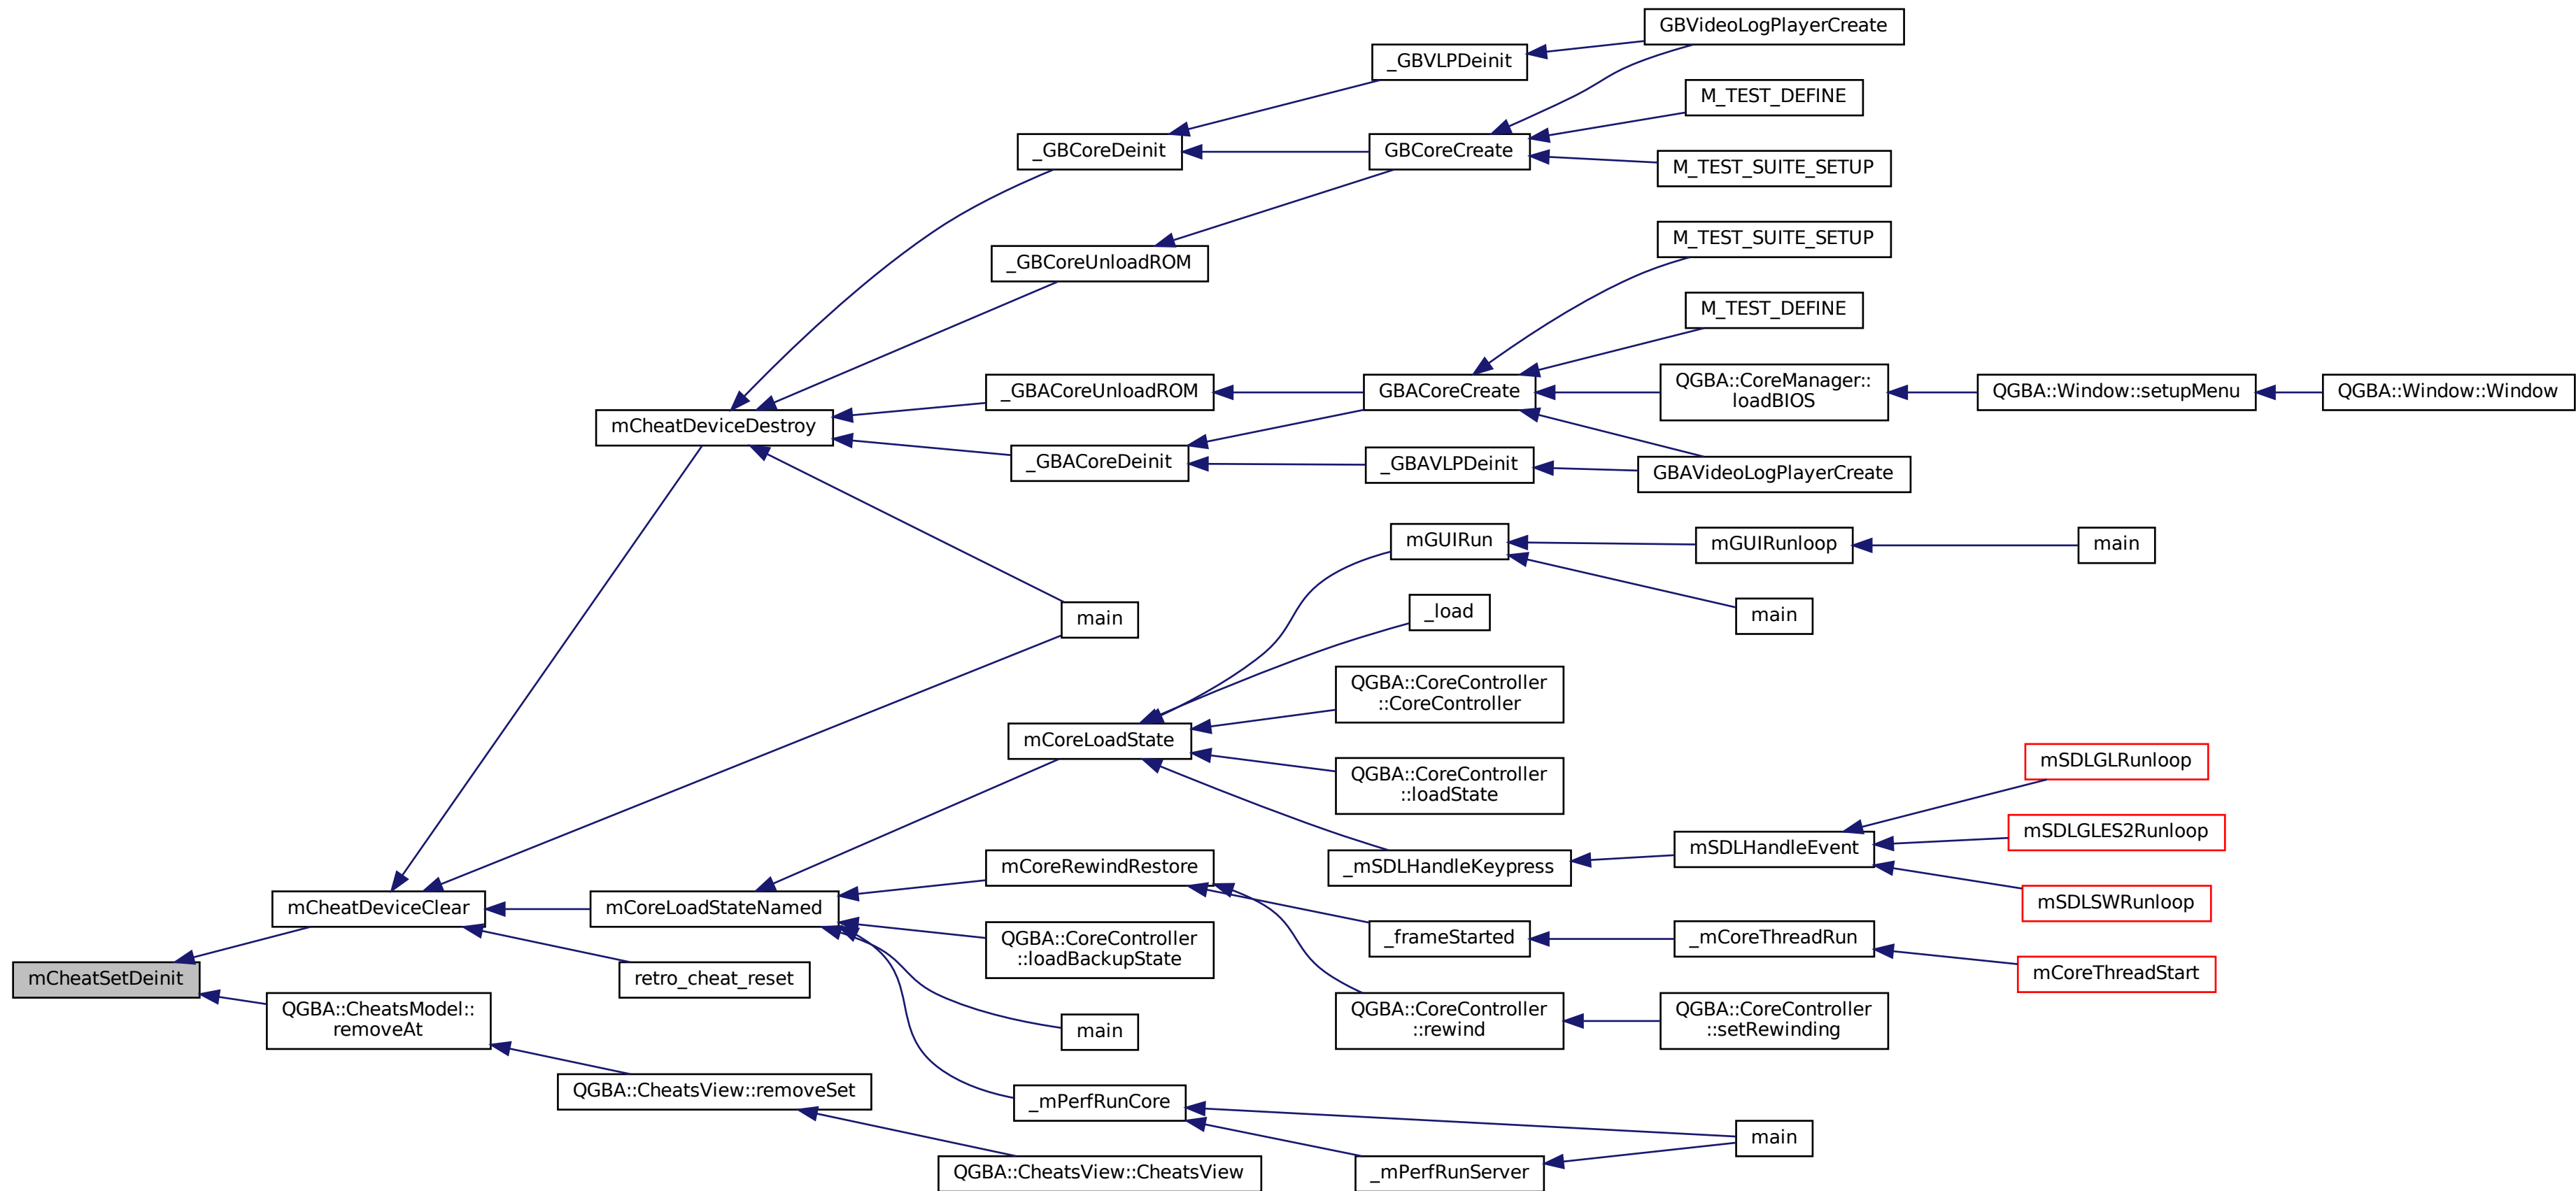 GBVideoLogPlayerCreate
_GBVLPDeinit
M_TEST_DEFINE
_GBCoreDeinit
GBCoreCreate
M_TEST_SUITE_SETUP
M_TEST_SUITE_SETUP
_GBCoreUnloadROM
M_TEST_DEFINE
_GBACoreUnloadROM
GBACoreCreate
QGBA::CoreManager::
loadBIOS
QGBA::Window::setupMenu
QGBA::Window::Window
mCheatDeviceDestroy
_GBACoreDeinit
_GBAVLPDeinit
GBAVideoLogPlayerCreate
mGUIRun
mGUIRunloop
main
_load
main
main
QGBA::CoreController
::CoreController
mCoreLoadState
QGBA::CoreController
::loadState
mSDLGLRunloop
mSDLGLES2Runloop
mSDLHandleEvent
_mSDLHandleKeypress
mCoreRewindRestore
mSDLSWRunloop
mCheatDeviceClear
mCoreLoadStateNamed
QGBA::CoreController
::loadBackupState
_frameStarted
_mCoreThreadRun
mCoreThreadStart
mCheatSetDeinit
retro_cheat_reset
QGBA::CheatsModel::
removeAt
main
QGBA::CoreController
::rewind
QGBA::CoreController
::setRewinding
QGBA::CheatsView::removeSet
_mPerfRunCore
main
QGBA::CheatsView::CheatsView
_mPerfRunServer